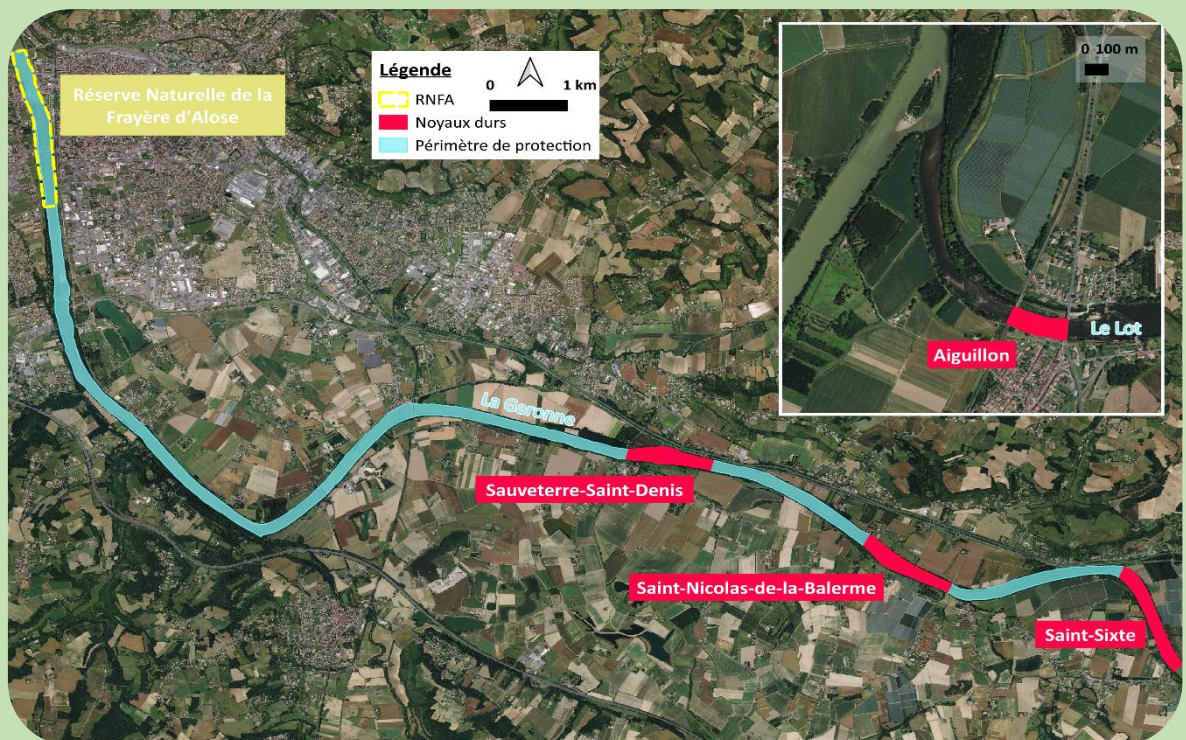 Réserve Naturelle de la
Frayère d'Alose
Légende
0 1 km
RNFA
Noyaux durs
Périmètre de protection
0 100 m
Le Lot
Aiguillon
La Garonne
Sauveterre-Saint-Denis
Saint-Nicolas-de-la-Balerme
Saint-Sixte